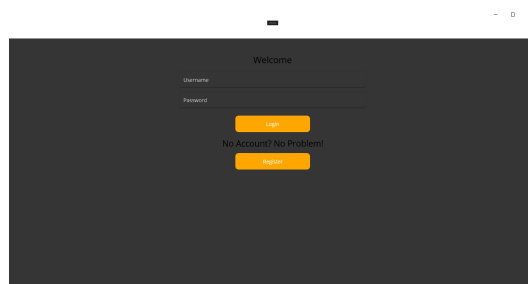 Welcome
Username
Password
Login
No Account? No Problem!
Register